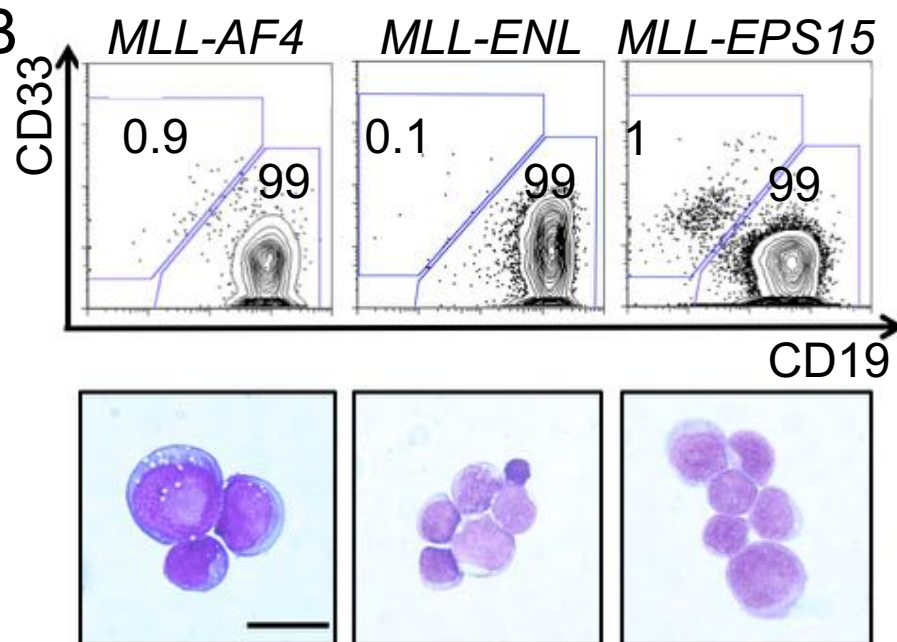 B
MLL-AF4 MLL-ENL MLL-EPS15
CD33
0.9 0.1 1
99 99 99
CD19